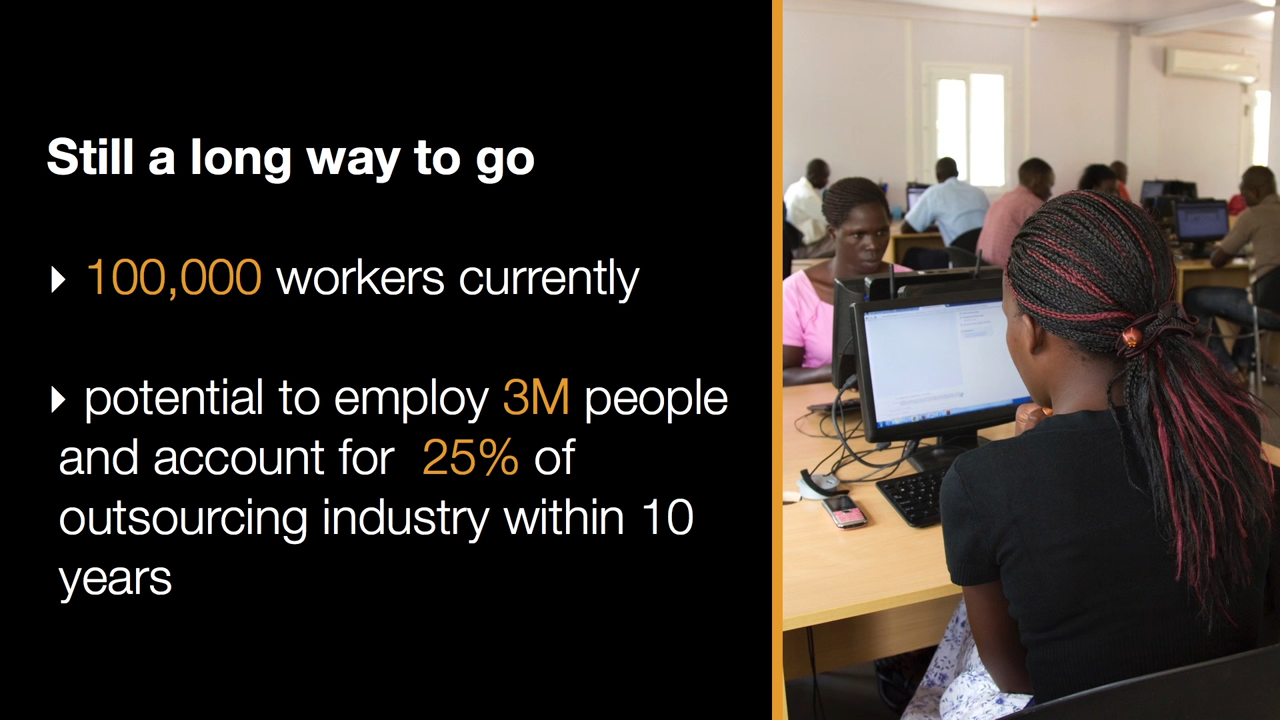 Still a long way to go
100,000 workers currently
potential to employ 3M people
and account for 25% of
outsourcing industry within 10
years